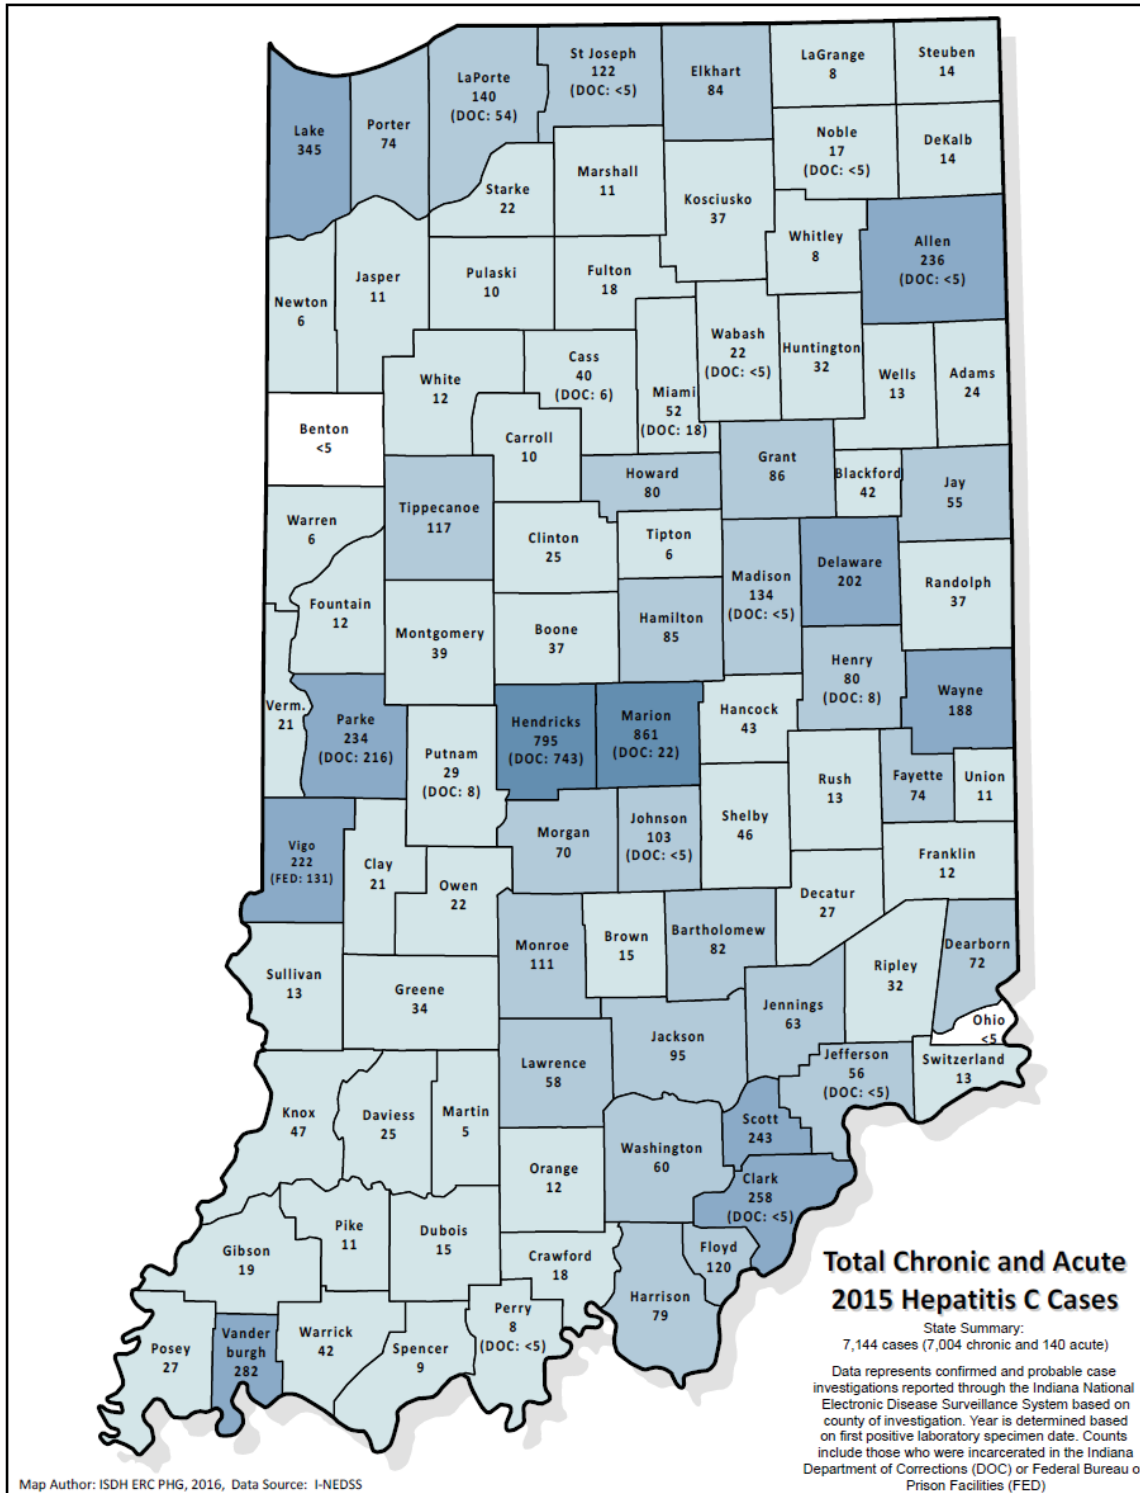 St Joseph
122
(DOC: <5)
LaPorte
140
(DOC: 54)
Elkhart
84
LaGrange
8
Steuben
14
Lake
345
Porter
74
Noble
17
(DOC: <5)
DeKalb
14
Starke
22
Marshall
11
Kosciusko
37
Whitley
8
Allen
236
(DOC: <5)
Newton
6
Jasper
11
Pulaski
10
Fulton
18
Wabash
22
(DOC: <5)
Huntington
32
Wells
13
Adams
24
White
12
Cass
40
(DOC: 6)
Miami
52
(DOC: 18)
Benton
<5
Carroll
10
Howard
80
Grant
86
Blackford
42
Jay
55
Warren
6
Tippecanoe
117
Clinton
25
Tipton
6
Madison
134
(DOC: <5)
Delaware
202
Randolph
37
Fountain
12
Montgomery
39
Boone
37
Hamilton
85
Henry
80
(DOC: 8)
Wayne
188
Verm.
21
Parke
234
(DOC: 216)
Putnam
29
(DOC: 8)
Hendricks
795
(DOC: 743)
Marion
861
(DOC: 22)
Hancock
43
Rush
13
Fayette
74
Union
11
Vigo
222
(FED: 131)
Clay
21
Owen
22
Morgan
70
Johnson
103
(DOC: <5)
Shelby
46
Franklin
12
Decatur
27
Sullivan
13
Greene
34
Monroe
111
Brown
15
Bartholomew
82
Ripley
32
Dearborn
72
Jennings
63
Ohio
<5
Jackson
95
Lawrence
58
Jefferson
56
(DOC: <5)
Switzerland
13
Knox
47
Daviess
25
Martin
5
Scott
243
Washington
60
Orange
12
Clark
258
(DOC: <5)
Pike
11
Dubois
15
Gibson
19
Crawford
18
Floyd
120
Harrison
79
Posey
27
Vander
burgh
282
Warrick
42
Spencer
9
Perry
8
(DOC: <5)
Total Chronic and Acute
2015 Hepatitis C Cases
State Summary:
7,144 cases (7,004 chronic and 140 acute)
Data represents confirmed and probable case
investigations reported through the Indiana National
Electronic Disease Surveillance System based on
county of investigation. Year is determined based
on first positive laboratory specimen date. Counts
include those who were incarcerated in the Indiana
Department of Corrections (DOC) or Federal Bureau o
Prison Facilities (FED)
Map Author: ISDH ERC PHG, 2016, Data Source: I-NEDSS